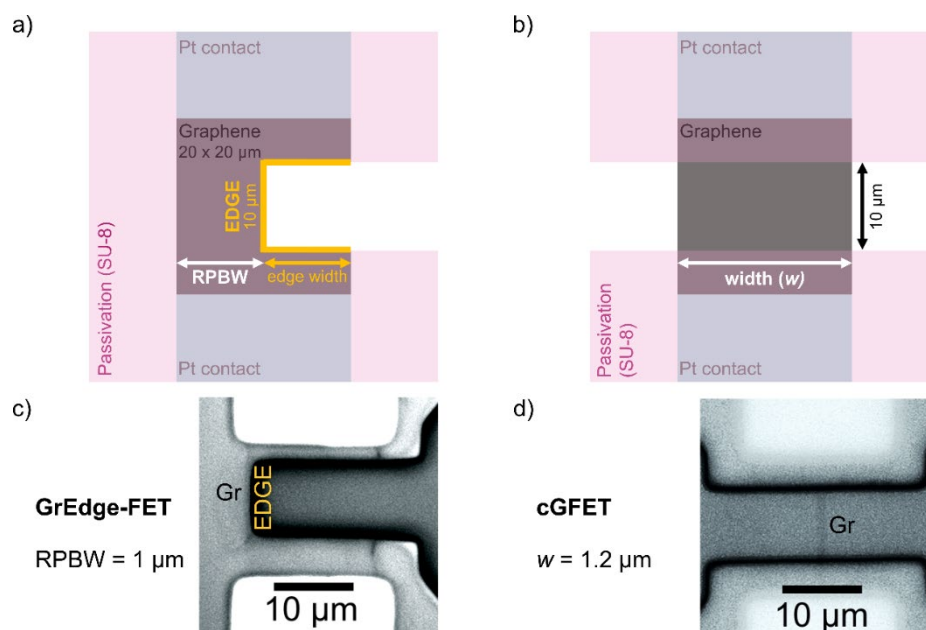 a)
Pt contact
Graphene
20 x 20 µm
EDGE
10 µm
RPBW
edge width
Passivation (SU-8)
Pt contact
b)
Pt contact
Graphene
10 µm
width (w)
Passivation
(SU-8)
Pt contact
c)
GrEdge-FET
RPBW = 1 µm
Gr
EDGE
10 µm
d)
cGFET
w = 1.2 µm
Gr
10 µm